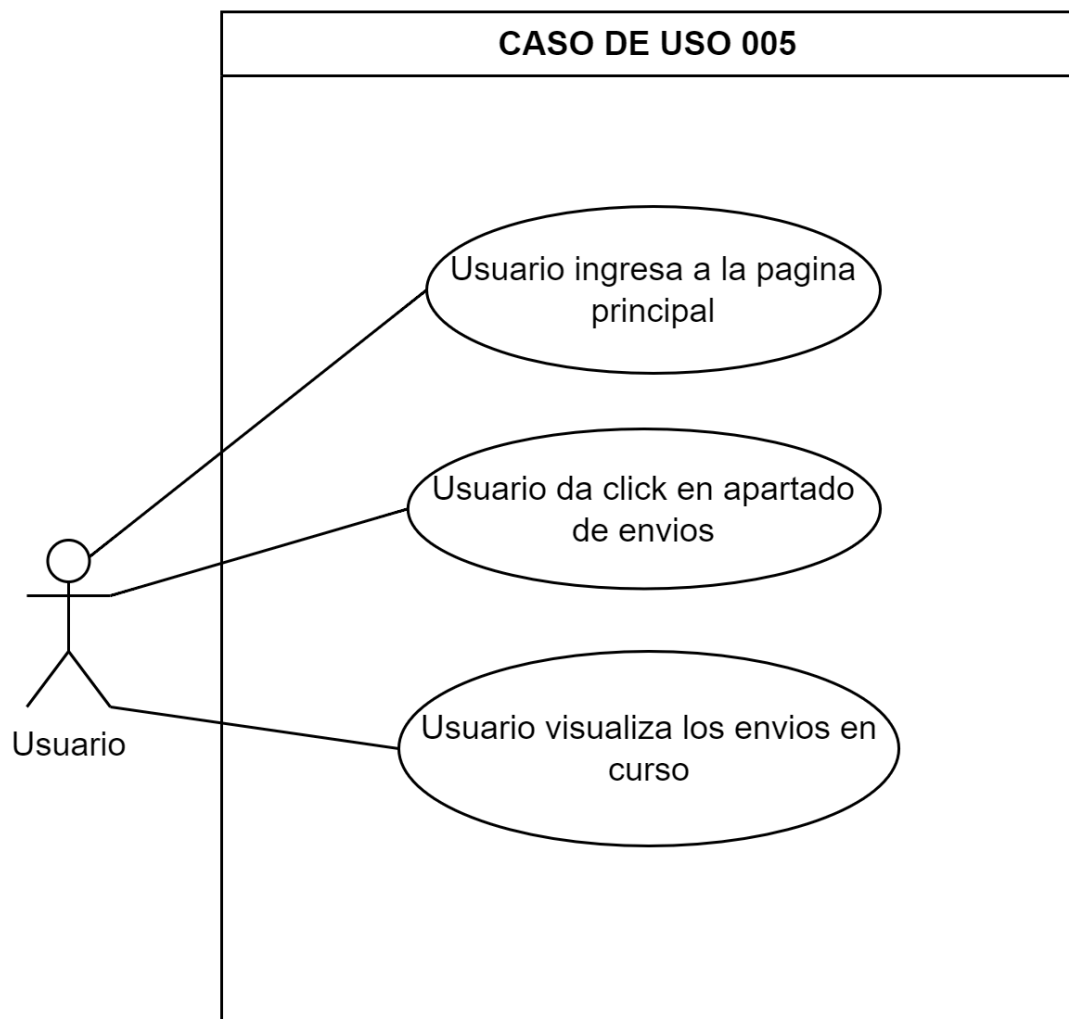 CASO DE USO 005
Usuario ingresa a la pagina
principal
Usuario da click en apartado
de envios
Usuario visualiza los envios en
curso
Usuario